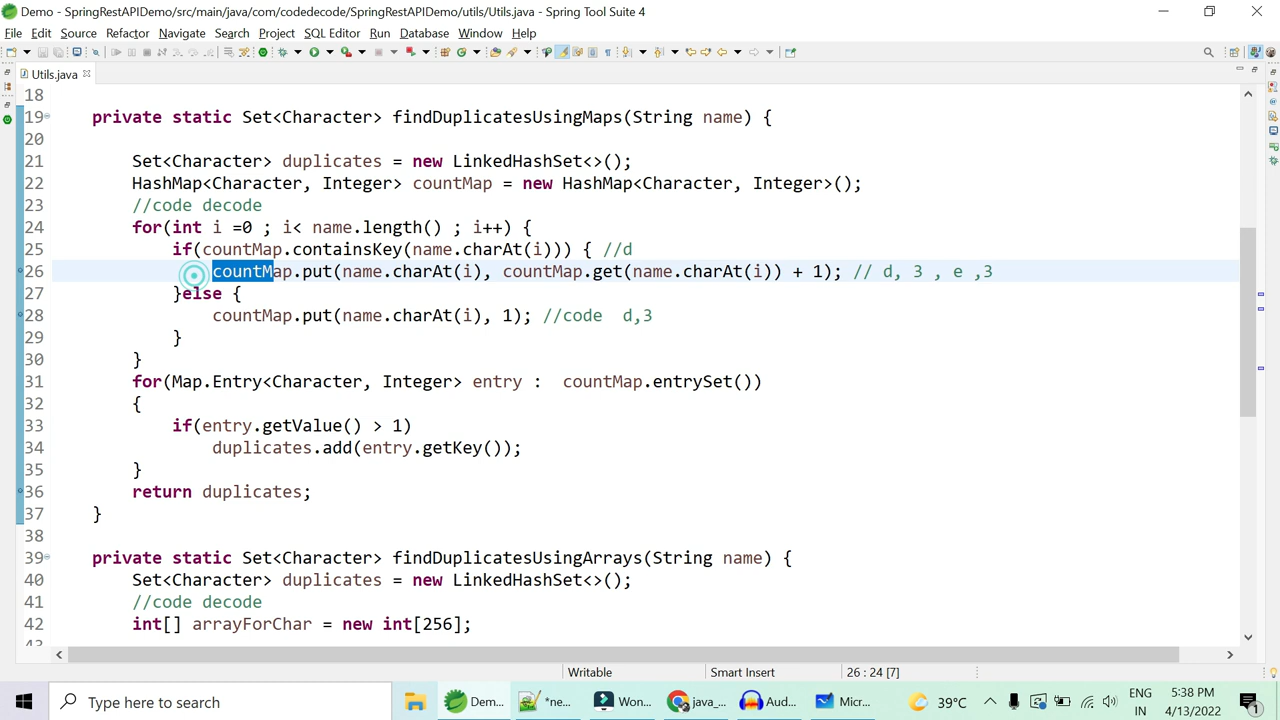 Demo - SpringRestAPIDemo/src/main/java/com/codedecode/SpringRestAPIDemo/utils/Utils.java - Spring Tool Suite 4
File Edit Source Refactor Navigate Search Project SQL Editor Run Database Window Help
Utils.java
18
19 private static Set<Character> findDuplicatesUsingMaps(String name) {
20
21 Set<Character> duplicates = new LinkedHashSet<>();
22 HashMap<Character, Integer> countMap = new HashMap<Character, Integer>();
23 //code decode
24 for(int i =0 ; i< name.length() ; i++) {
25 if(countMap.containsKey(name.charAt(i))) { //d
26 countMap.put(name.charAt(i), countMap.get(name.charAt(i)) + 1); // d, 3 , e ,3
27 }else {
28 countMap.put(name.charAt(i), 1); //code  d,3
29 }
30 }
31 for(Map.Entry<Character, Integer> entry :  countMap.entrySet())
32 {
33 if(entry.getValue() > 1)
34 duplicates.add(entry.getKey());
35 }
36 return duplicates;
37 }
38
39 private static Set<Character> findDuplicatesUsingArrays(String name) {
40 Set<Character> duplicates = new LinkedHashSet<>();
41 //code decode
42 int[] arrayForChar = new int[256];
43
Writable Smart Insert 26 : 24 [7]
Type here to search Dem... *ne... Won... java_... Aud... Micr... 39°C ENG 5:38 PM
IN 4/13/2022 1